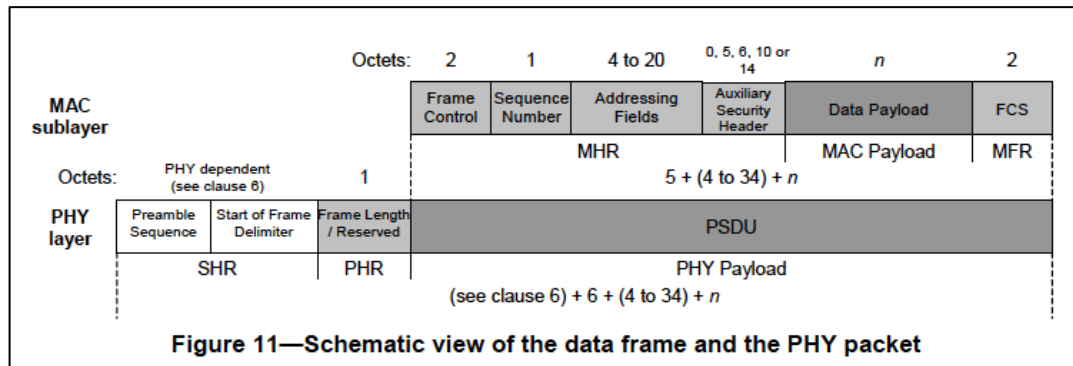 Octets: 2 1 4 to 20 0, 5, 6, 10 or 14 n 2
MAC sublayer
Frame Control
Sequence Number
Addressing Fields
Auxiliary Security Header
Data Payload
FCS
MHR MAC Payload MFR
Octets: PHY dependent (see clause 6) 1 5 + (4 to 34) + n
PHY layer
Preamble Sequence
Start of Frame Delimiter
Frame Length / Reserved
PSDU
SHR PHR PHY Payload
(see clause 6) + 6 + (4 to 34) + n
Figure 11—Schematic view of the data frame and the PHY packet